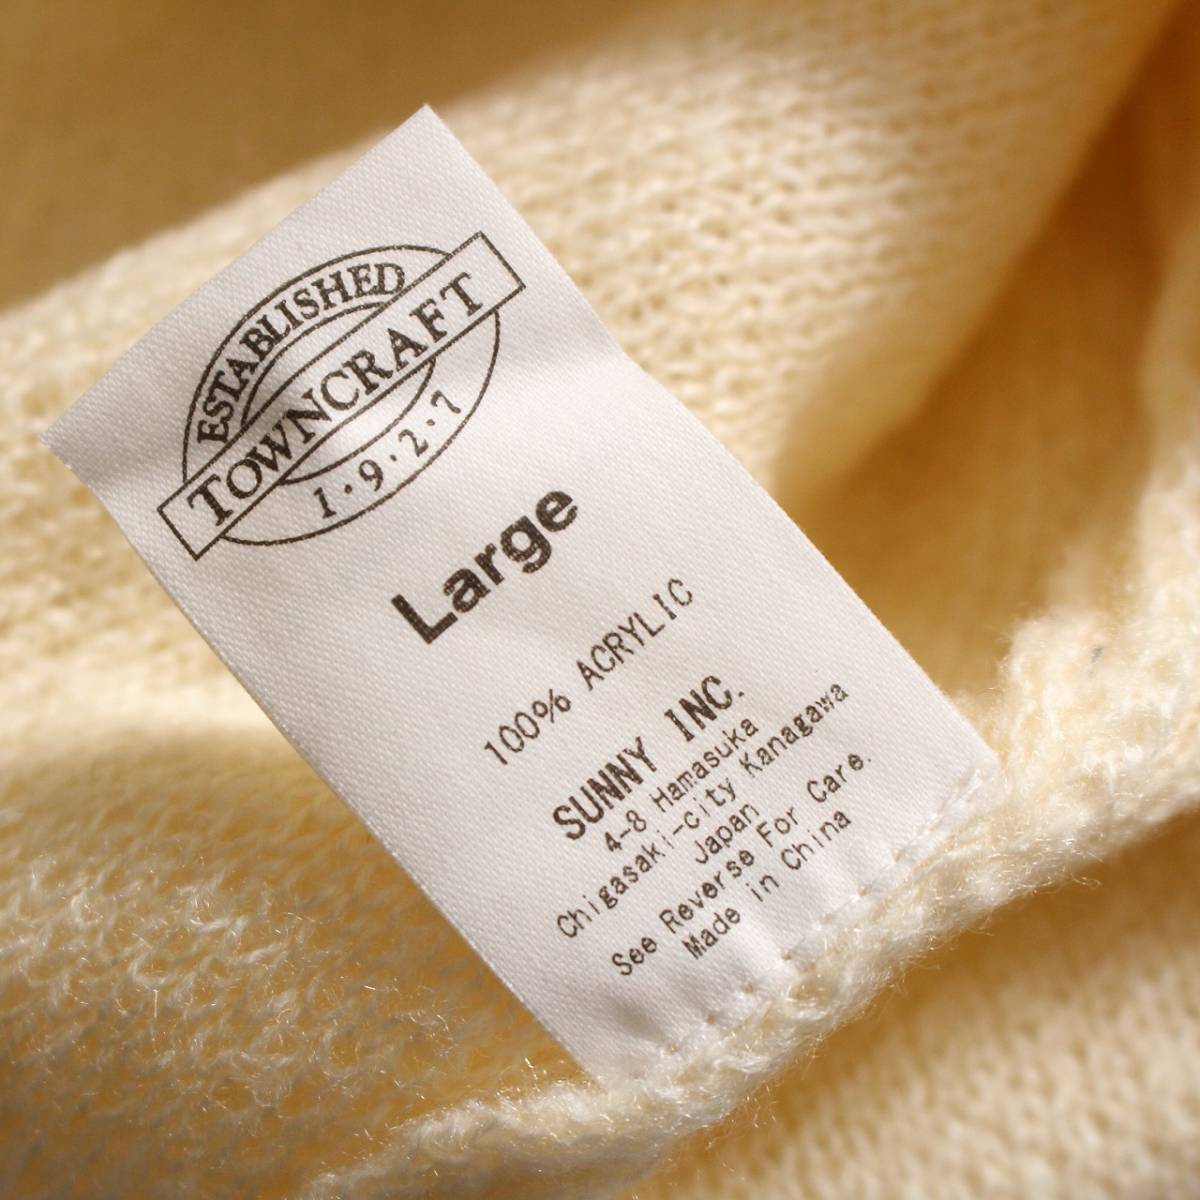 ESTABLISHED
TOWNCRAFT
1·9·2·7
Large
100% ACRYLIC
SUNNY INC.
4-8 Hamasuka
Chigasaki-city Kanagawa
Japan
See Reverse For Care.
Made in China